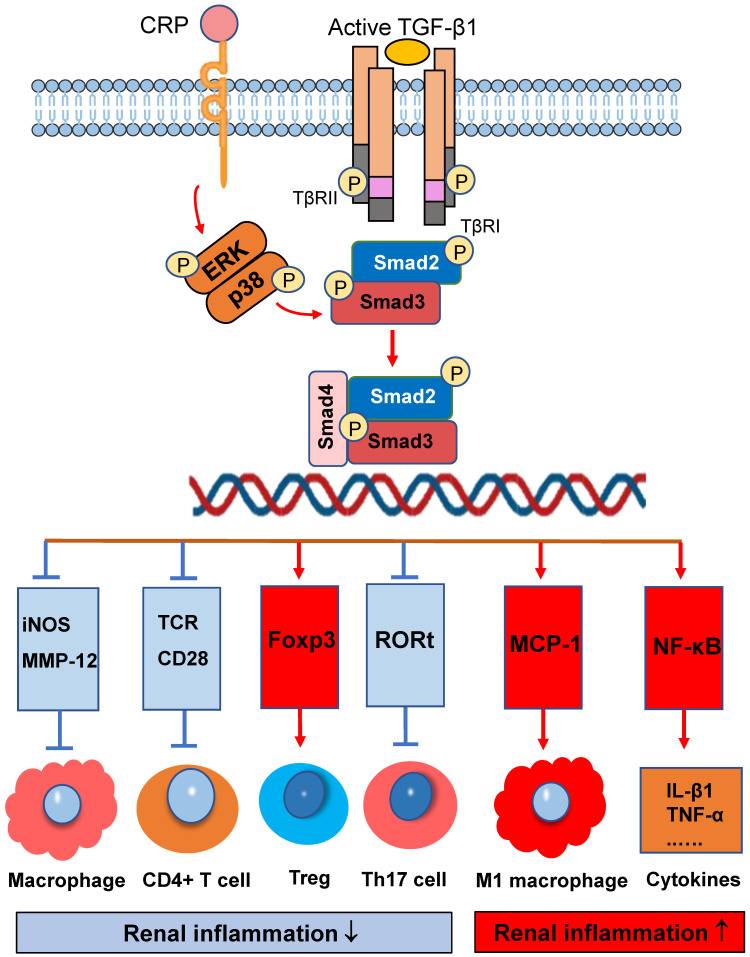 CRP
Active TGF-β1
P
P
TβRII
TβRI
P
ERK
p38
P
P
Smad2
P
Smad3
P
Smad4
Smad2
P
Smad3
iNOS
MMP-12
TCR
CD28
Foxp3
RORt
MCP-1
NF-κB
IL-β1
TNF-α
......
Macrophage
CD4+ T cell
Treg
Th17 cell
M1 macrophage
Cytokines
Renal inflammation ↓
Renal inflammation ↑